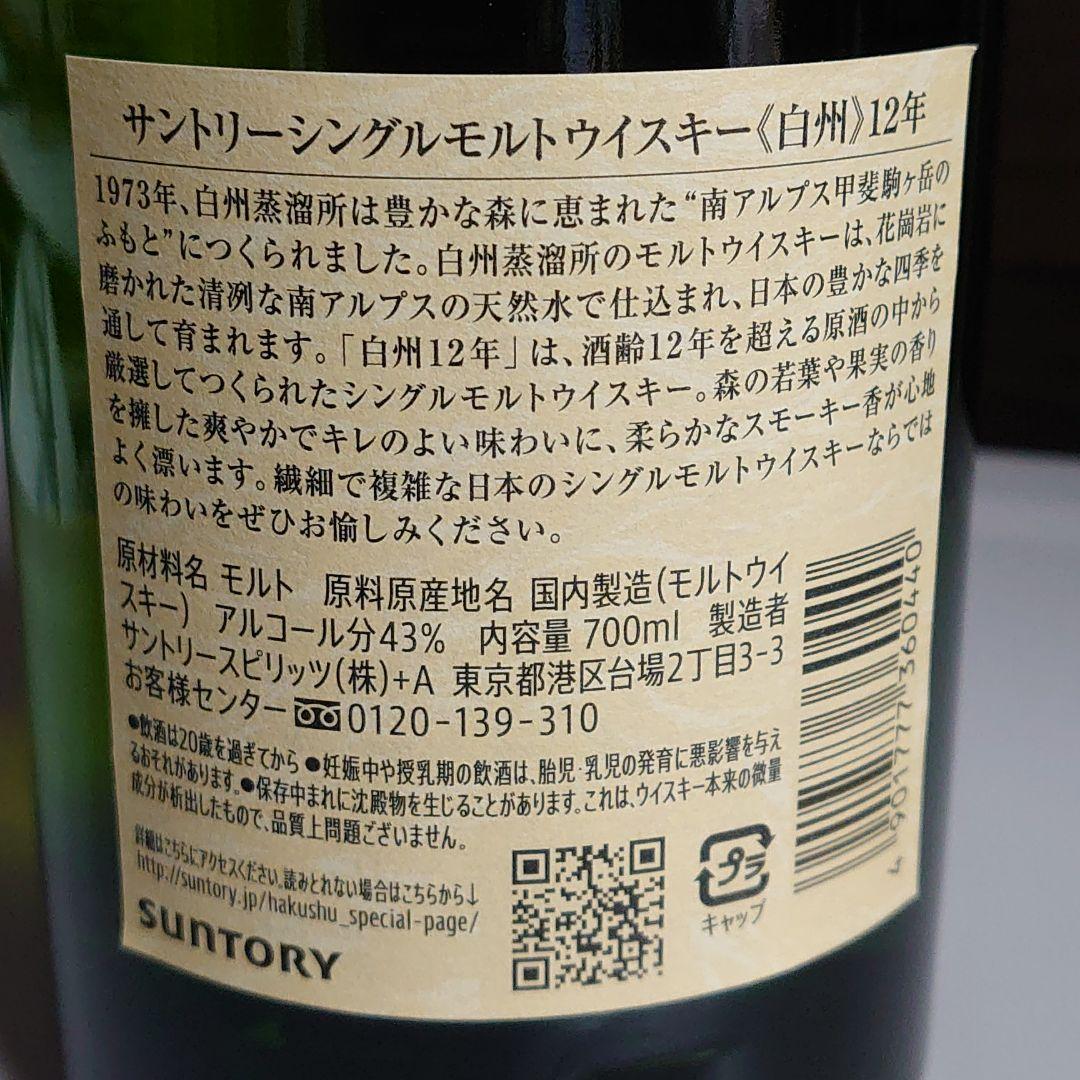 サントリーシングルモルトウイスキー《白州》12年
1973年、白州蒸溜所は豊かな森に恵まれた“南アルプス甲斐駒ヶ岳の
ふもと”につくられました。白州蒸溜所のモルトウイスキーは、花崗岩に
磨かれた清冽な南アルプスの天然水で仕込まれ、日本の豊かな四季を
通して育まれます。「白州12年」は、酒齢12年を超える原酒の中から
厳選してつくられたシングルモルトウイスキー。森の若葉や果実の香り
を擁した爽やかでキレのよい味わいに、柔らかなスモーキー香が心地
よく漂います。繊細で複雑な日本のシングルモルトウイスキーならでは
の味わいをぜひお愉しみください。
原材料名 モルト 原料原産地名 国内製造(モルトウイ
スキー) アルコール分43% 内容量 700ml 製造者
サントリースピリッツ(株)+A 東京都港区台場2丁目3-3
お客様センター 0120-139-310
●飲酒は20歳を過ぎてから ●妊娠中や授乳期の飲酒は、胎児・乳児の発育に悪影響を与え
るおそれがあります。●保存中まれに沈殿物を生じることがあります。これは、ウイスキー本来の微量
成分が析出したもので、品質上問題ございません。
詳細はこちらにアクセスください。読みとれない場合はこちらから↓
http://suntory.jp/hakushu_special-page/
SUNTORY
プラ
キャップ
4 901777 360440